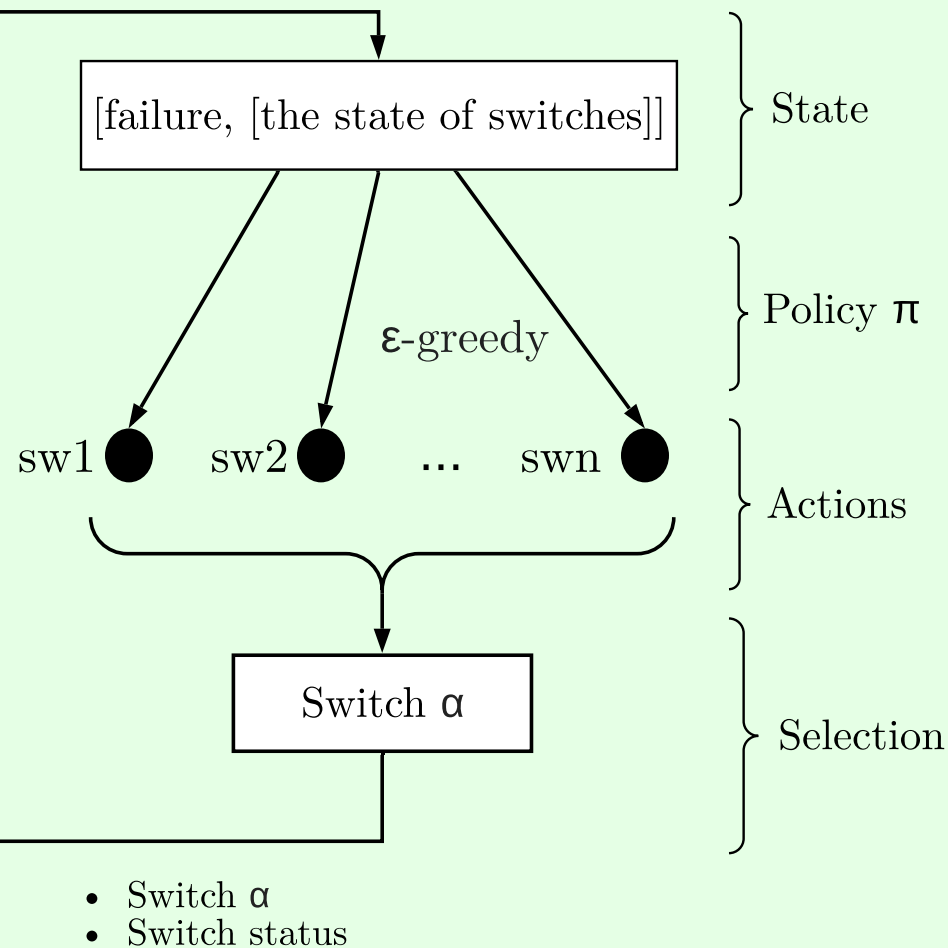 [failure, [the state of switches]]
State
Policy π
ε-greedy
sw1 sw2 ... swn
Actions
Switch α
Selection
• Switch α
• Switch status